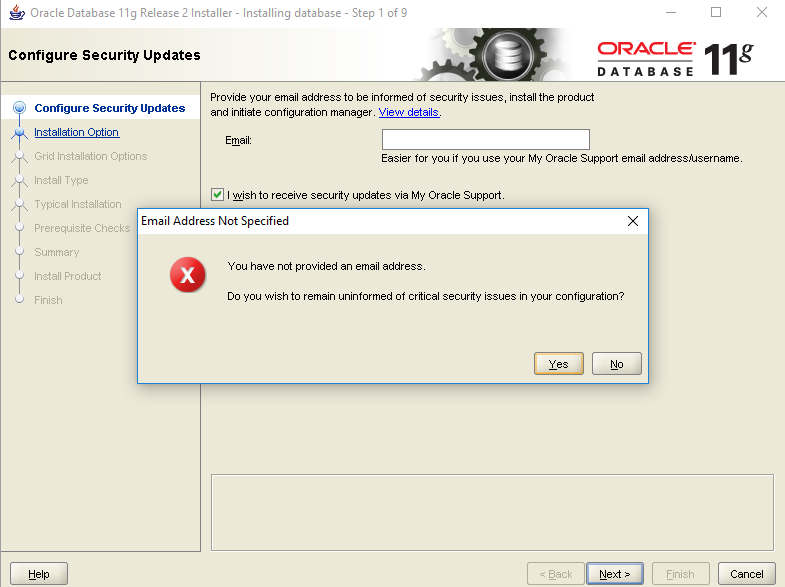 Oracle Database 11g Release 2 Installer - Installing database - Step 1 of 9
Configure Security Updates
ORACLE
DATABASE
11g
Configure Security Updates
Installation Option
Grid Installation Options
Install Type
Typical Installation
Prerequisite Checks
Summary
Install Product
Finish
Provide your email address to be informed of security issues, install the product
and initiate configuration manager. View details.
Email:
Easier for you if you use your My Oracle Support email address/username.
I wish to receive security updates via My Oracle Support.
Email Address Not Specified
You have not provided an email address.
Do you wish to remain uninformed of critical security issues in your configuration?
Yes
No
Help
< Back
Next >
Finish
Cancel